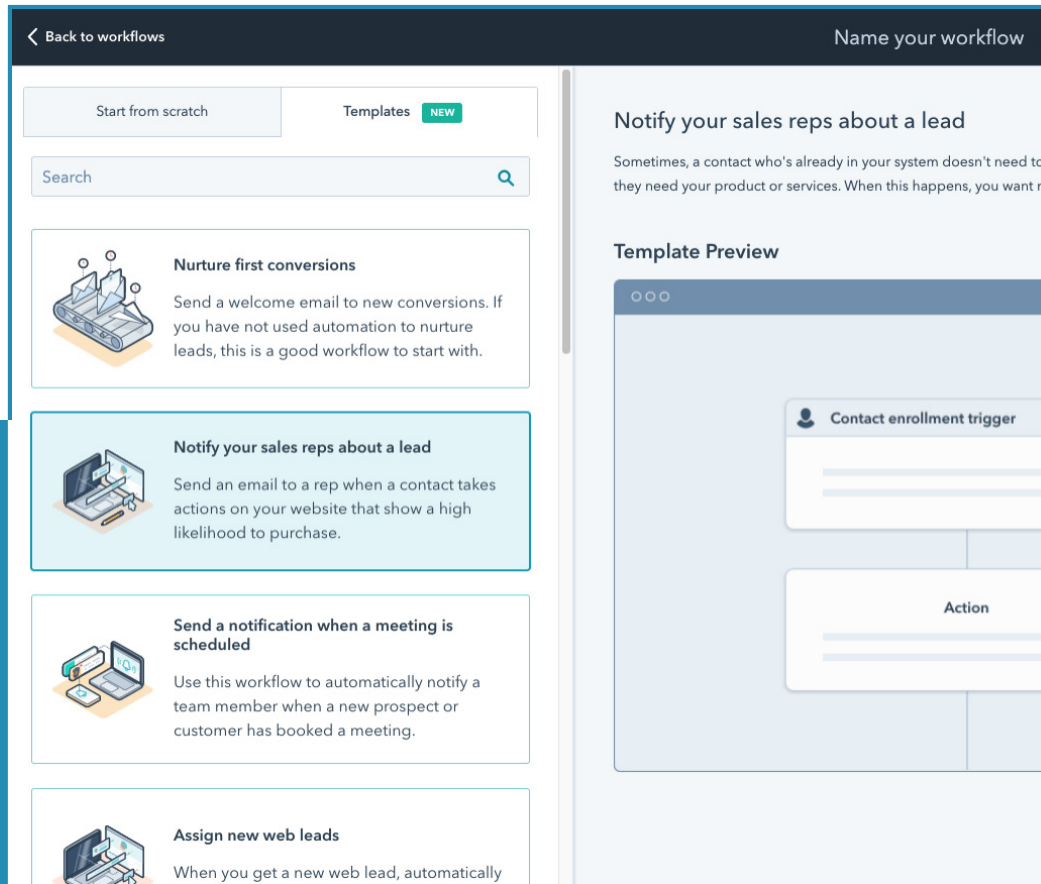 Back to workflows
Name your workflow
Start from scratch
Templates NEW
Search
Nurture first conversions
Send a welcome email to new conversions. If
you have not used automation to nurture
leads, this is a good workflow to start with.
Notify your sales reps about a lead
Send an email to a rep when a contact takes
actions on your website that show a high
likelihood to purchase.
Send a notification when a meeting is
scheduled
Use this workflow to automatically notify a
team member when a new prospect or
customer has booked a meeting.
Assign new web leads
When you get a new web lead, automatically
Notify your sales reps about a lead
Sometimes, a contact who's already in your system doesn't need to
they need your product or services. When this happens, you want
Template Preview
Contact enrollment trigger
Action